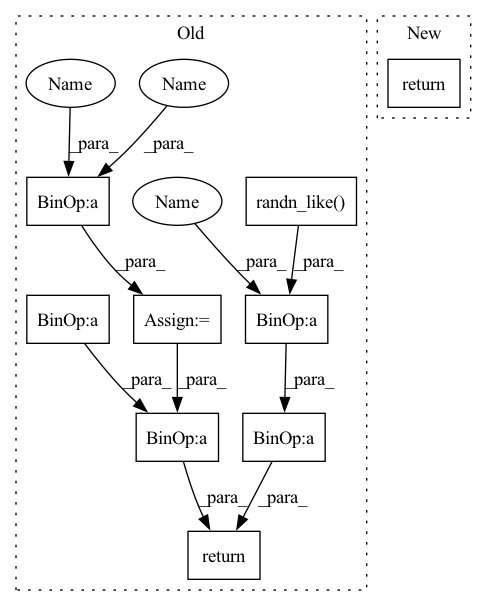 Old
New
Name
Name
return
_para_
_para_
BinOp:a
Name
randn_like()
_para_
_para_
_para_
BinOp:a
Assign:=
BinOp:a
_para_
_para_
_para_
BinOp:a
BinOp:a
_para_
_para_
return